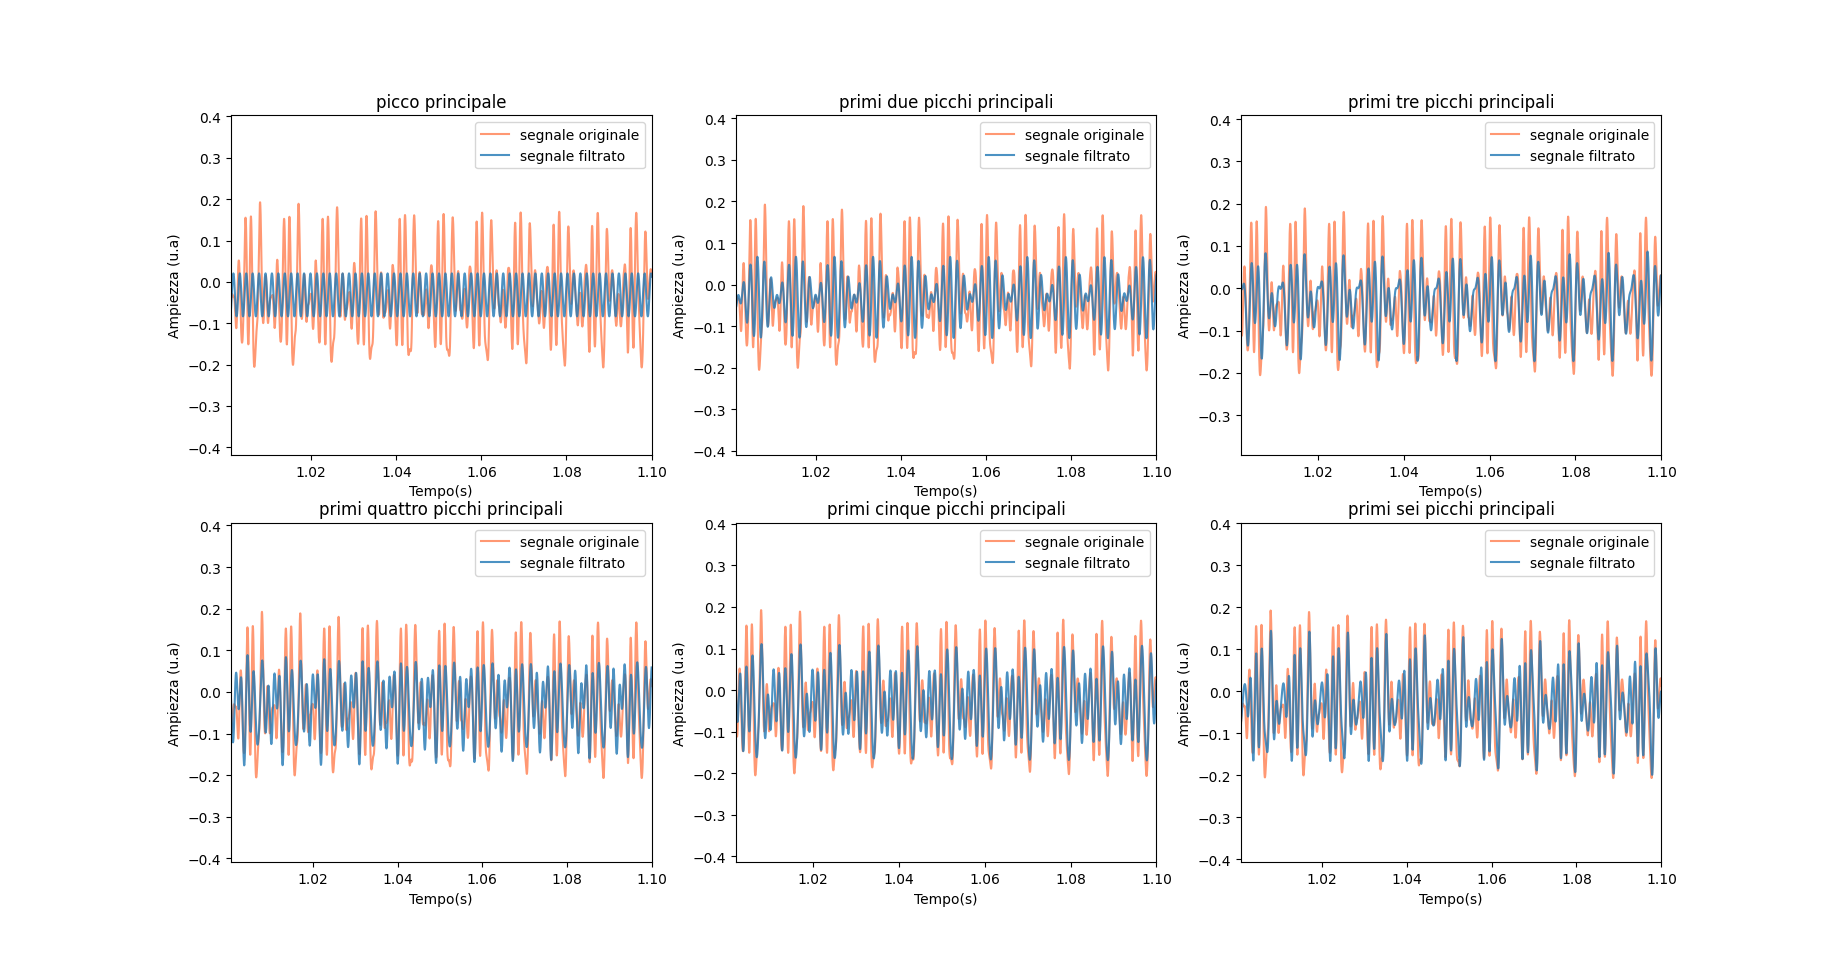 picco principale
segnale originale
segnale filtrato
Ampiezza (u.a)
0.4
0.3
0.2
0.1
0.0
−0.1
−0.2
−0.3
−0.4
1.02 1.04 1.06 1.08 1.10
Tempo(s)
primi due picchi principali
segnale originale
segnale filtrato
Ampiezza (u.a)
0.4
0.3
0.2
0.1
0.0
−0.1
−0.2
−0.3
−0.4
1.02 1.04 1.06 1.08 1.10
Tempo(s)
primi tre picchi principali
segnale originale
segnale filtrato
Ampiezza (u.a)
0.4
0.3
0.2
0.1
0.0
−0.1
−0.2
−0.3
1.02 1.04 1.06 1.08 1.10
Tempo(s)
primi quattro picchi principali
segnale originale
segnale filtrato
Ampiezza (u.a)
0.4
0.3
0.2
0.1
0.0
−0.1
−0.2
−0.3
−0.4
1.02 1.04 1.06 1.08 1.10
Tempo(s)
primi cinque picchi principali
segnale originale
segnale filtrato
Ampiezza (u.a)
0.4
0.3
0.2
0.1
0.0
−0.1
−0.2
−0.3
−0.4
1.02 1.04 1.06 1.08 1.10
Tempo(s)
primi sei picchi principali
segnale originale
segnale filtrato
Ampiezza (u.a)
0.4
0.3
0.2
0.1
0.0
−0.1
−0.2
−0.3
−0.4
1.02 1.04 1.06 1.08 1.10
Tempo(s)